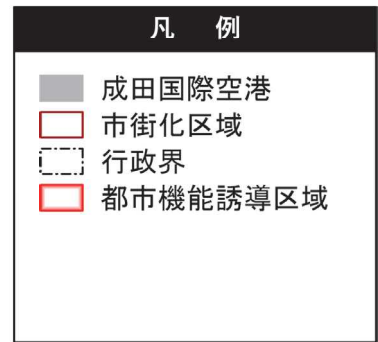 凡 例
成田国際空港
市街化区域
行政界
都市機能誘導区域